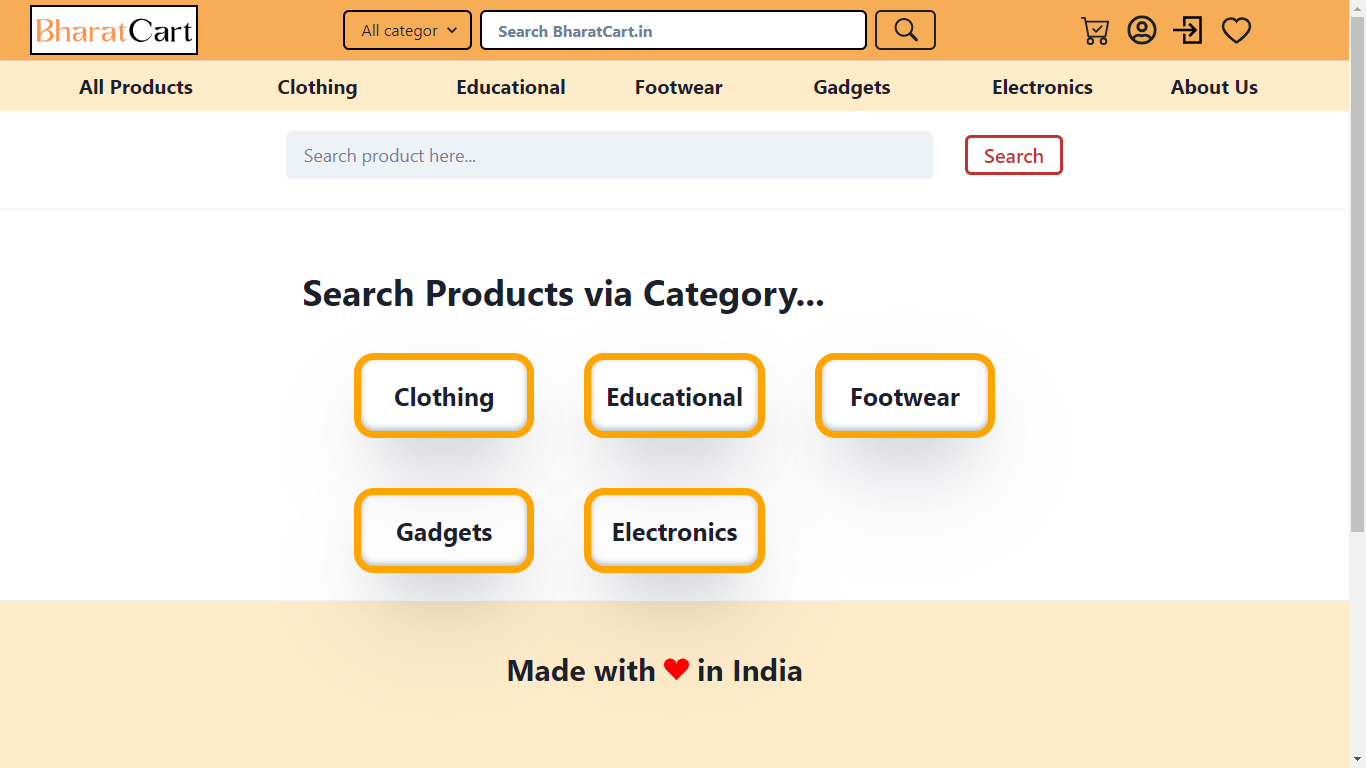 BharatCart All categor Search BharatCart.in
All Products Clothing Educational Footwear Gadgets Electronics About Us
Search product here... Search
Search Products via Category...
Clothing Educational Footwear
Gadgets Electronics
Made with ❤ in India